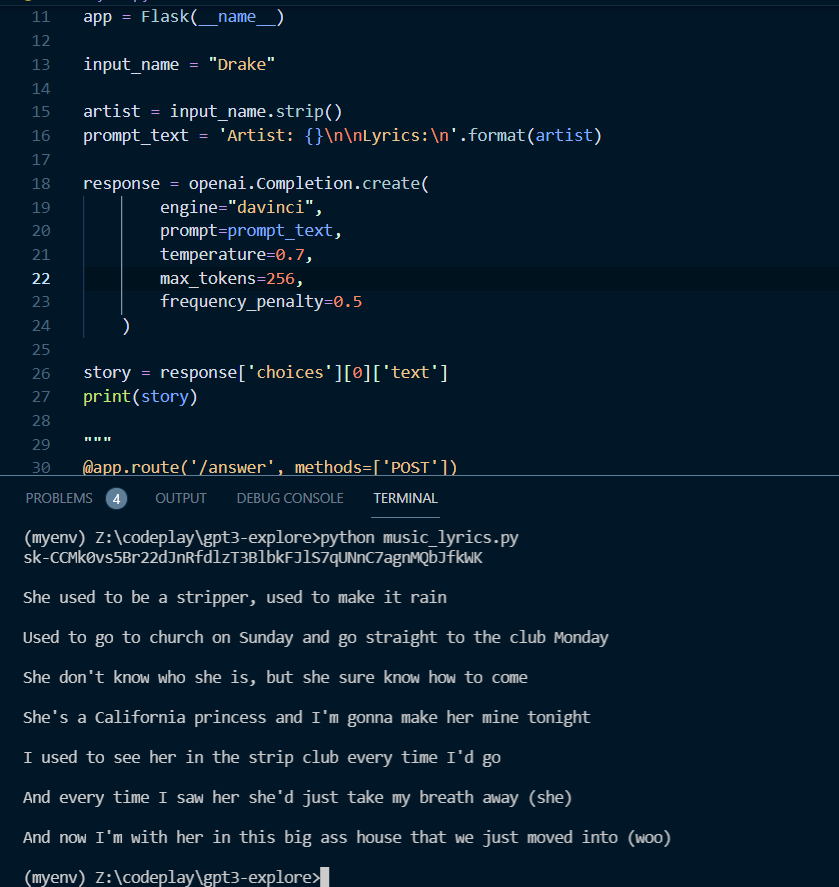 11 app = Flask(__name__)
12
13 input_name = "Drake"
14
15 artist = input_name.strip()
16 prompt_text = 'Artist: {}\n\nLyrics:\n'.format(artist)
17
18 response = openai.Completion.create(
19 engine="davinci",
20 prompt=prompt_text,
21 temperature=0.7,
22 max_tokens=256,
23 frequency_penalty=0.5
24 )
25
26 story = response['choices'][0]['text']
27 print(story)
28
29 """
30 @app.route('/answer', methods=['POST'])
PROBLEMS 4 OUTPUT DEBUG CONSOLE TERMINAL
(myenv) Z:\codeplay\gpt3-explore>python music_lyrics.py
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
She used to be a stripper, used to make it rain
Used to go to church on Sunday and go straight to the club Monday
She don't know who she is, but she sure know how to come
She's a California princess and I'm gonna make her mine tonight
I used to see her in the strip club every time I'd go
And every time I saw her she'd just take my breath away (she)
And now I'm with her in this big ass house that we just moved into (woo)
(myenv) Z:\codeplay\gpt3-explore>